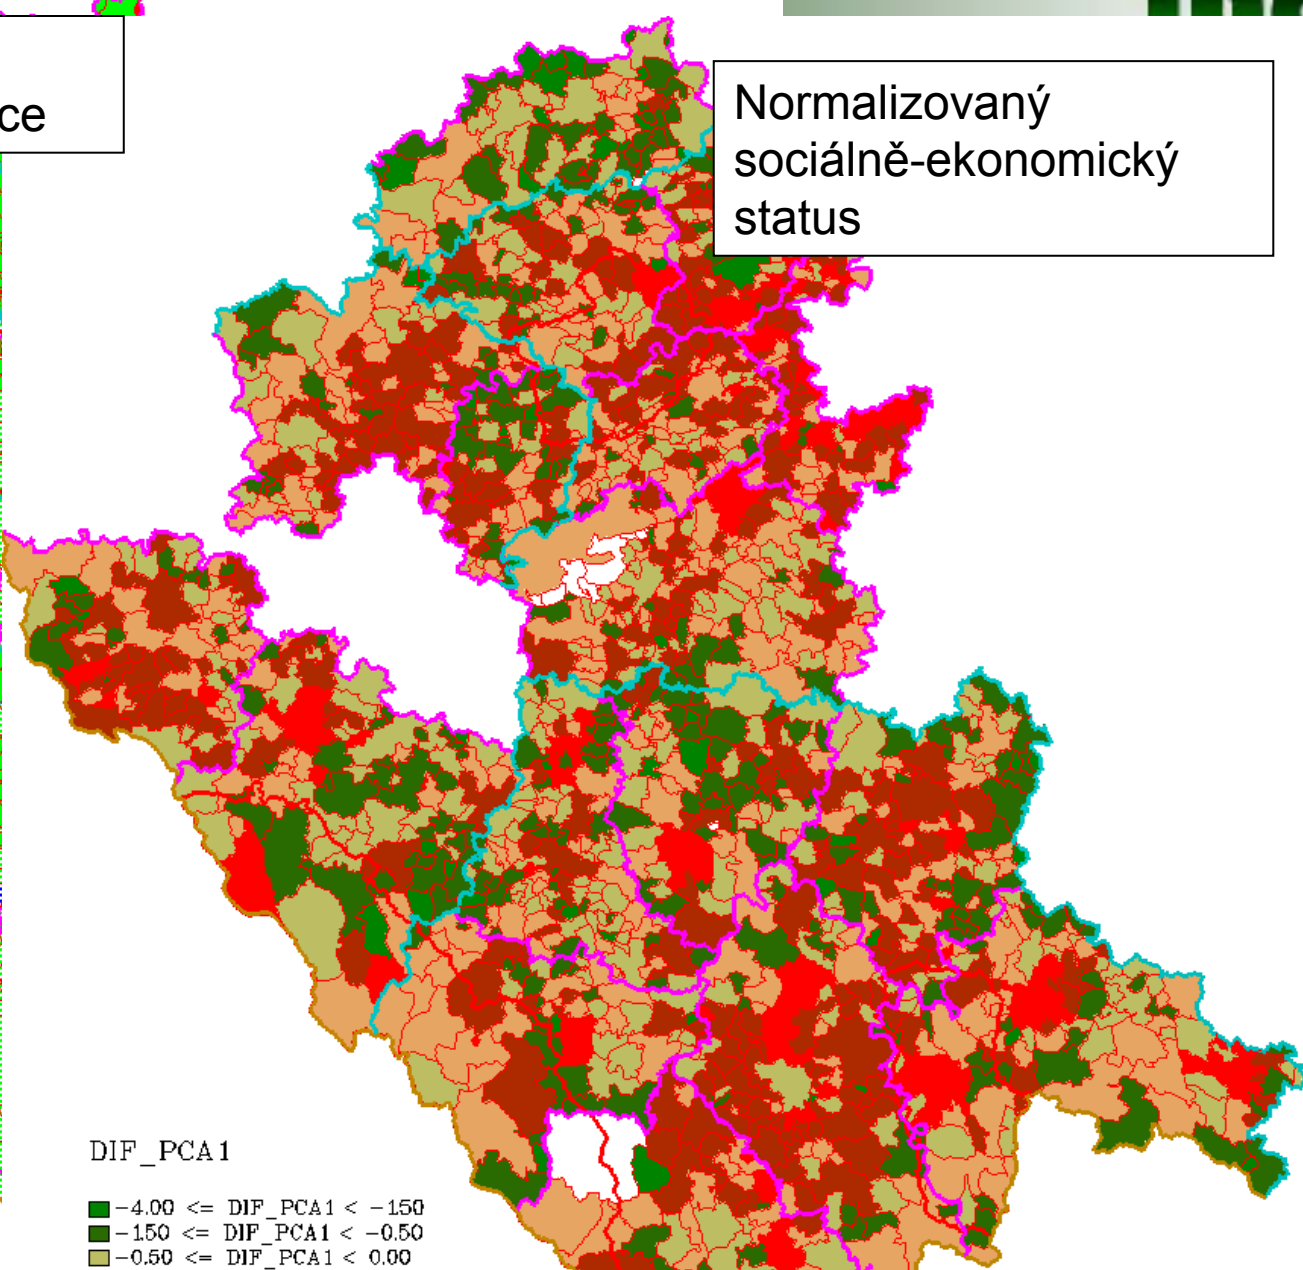 ce
Normalizovaný
sociálně-ekonomický
status
DIF_PCA1
-4.00 <= DIF_PCA1 < -1.50
-1.50 <= DIF_PCA1 < -0.50
-0.50 <= DIF_PCA1 < 0.00